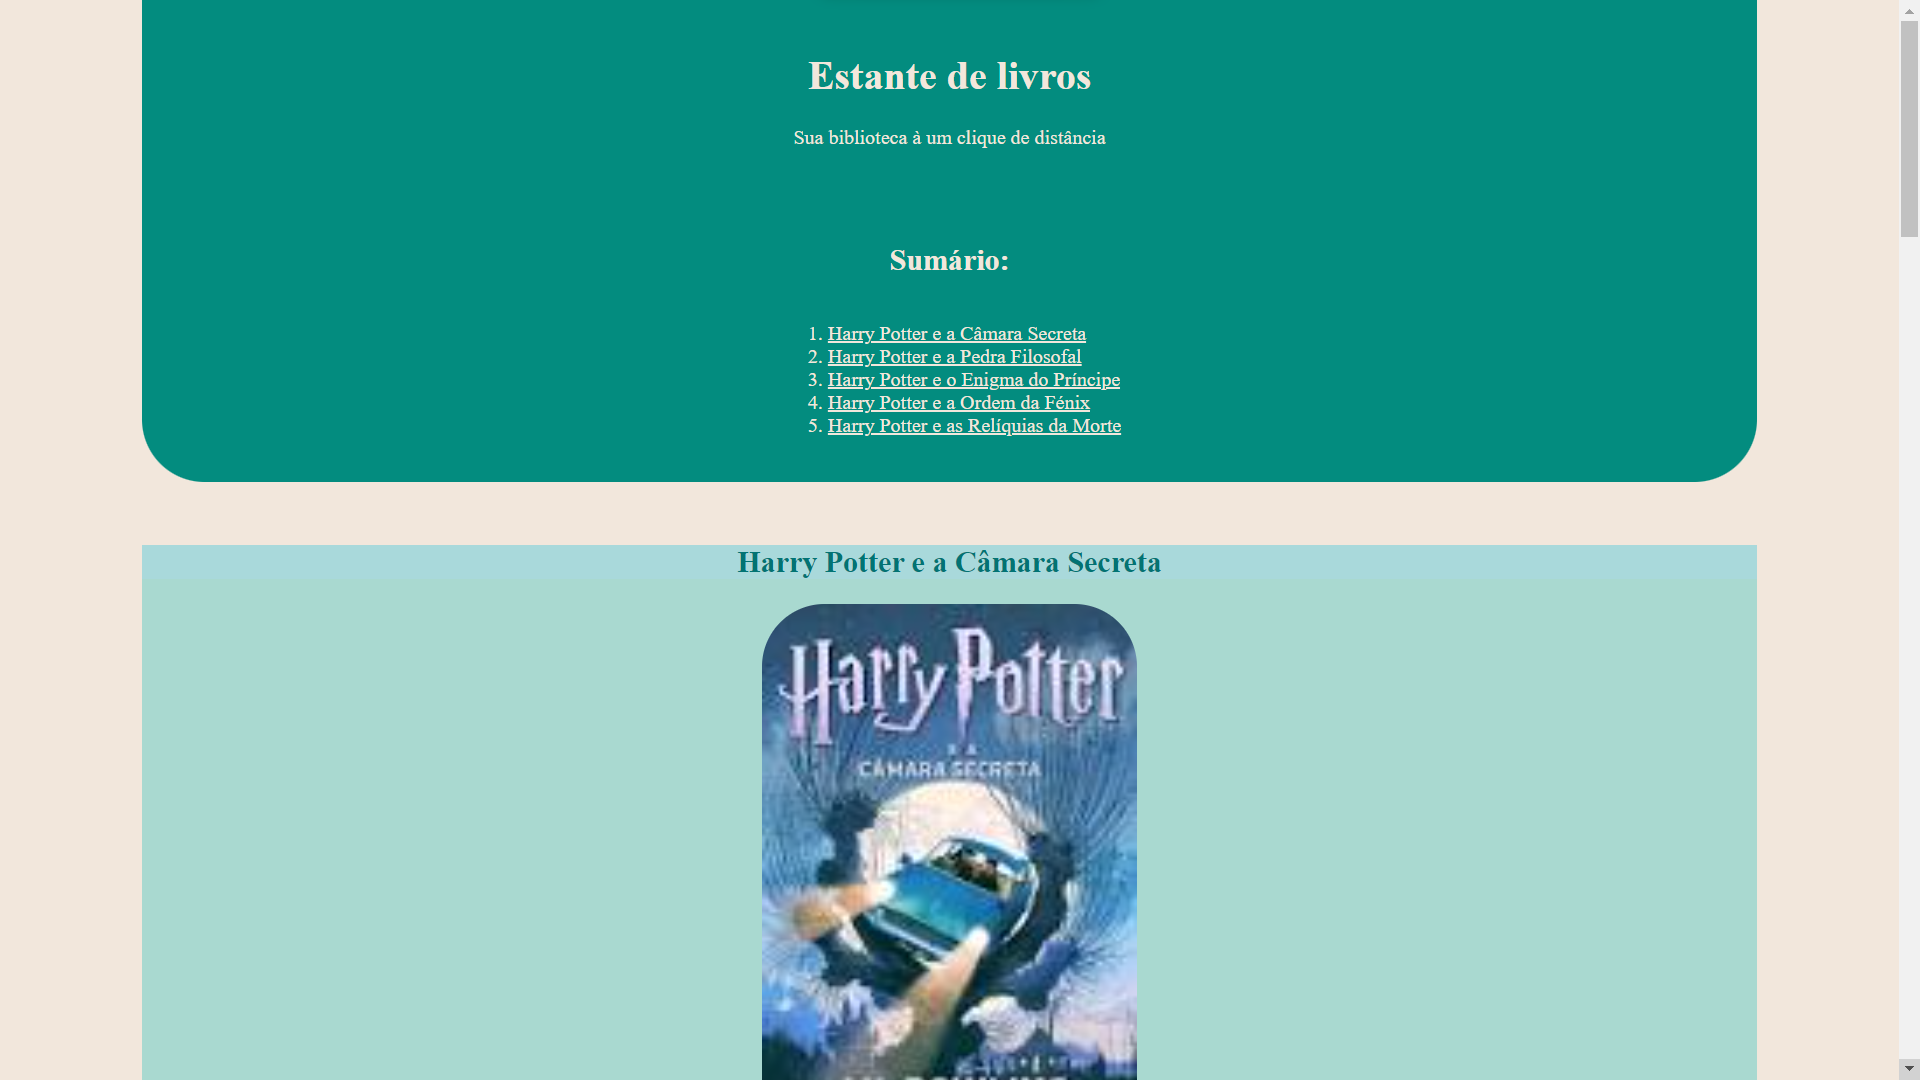 Estante de livros
Sua biblioteca à um clique de distância
Sumário:
1. Harry Potter e a Câmara Secreta
2. Harry Potter e a Pedra Filosofal
3. Harry Potter e o Enigma do Príncipe
4. Harry Potter e a Ordem da Fénix
5. Harry Potter e as Relíquias da Morte
Harry Potter e a Câmara Secreta
Harry Potter
E A
CÂMARA SECRETA